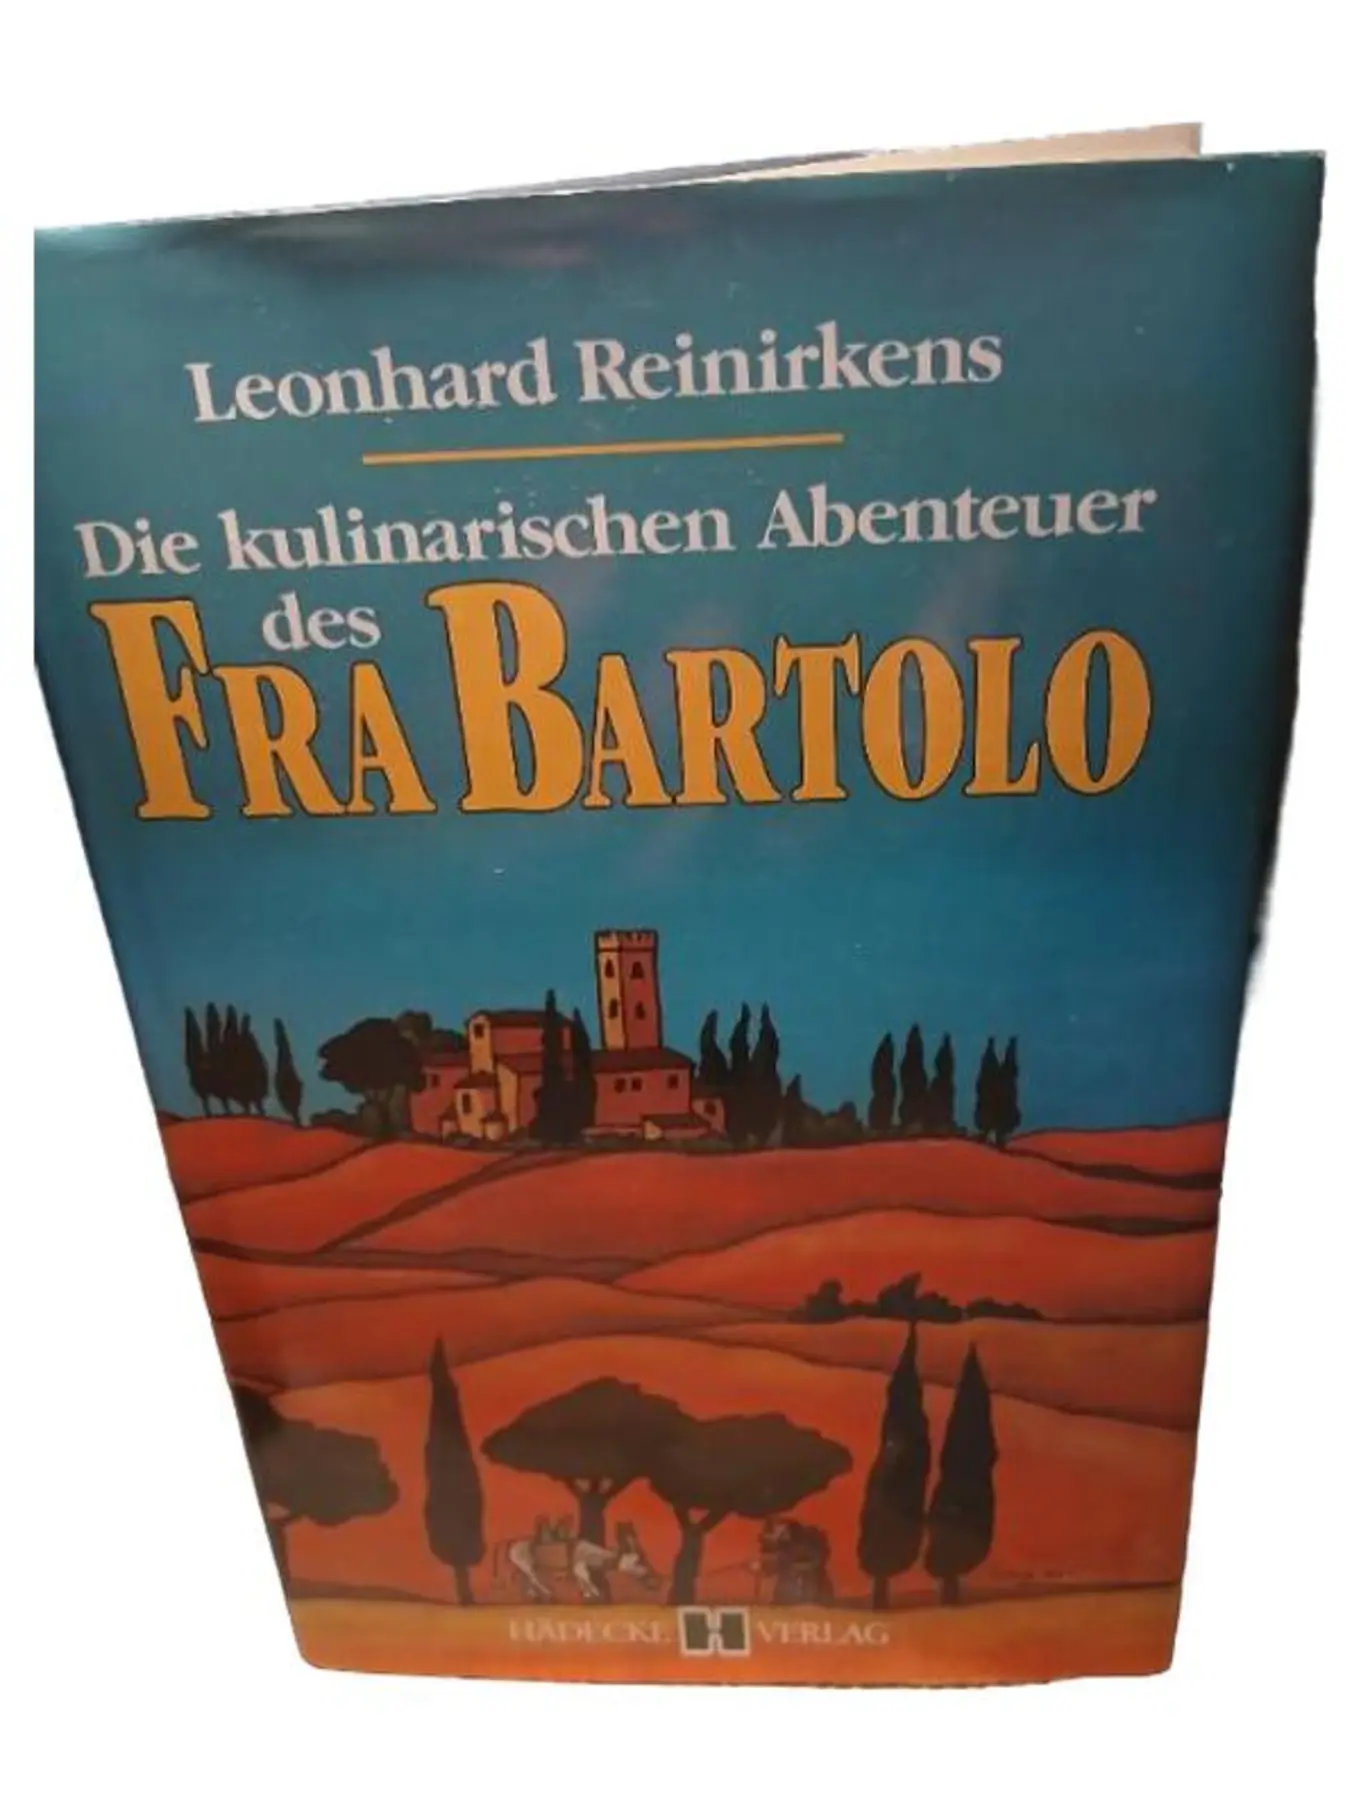 Leonhard Reinirkens
Die kulinarischen Abenteuer
des
FRA BARTOLO
HÄDECKE H VERLAG